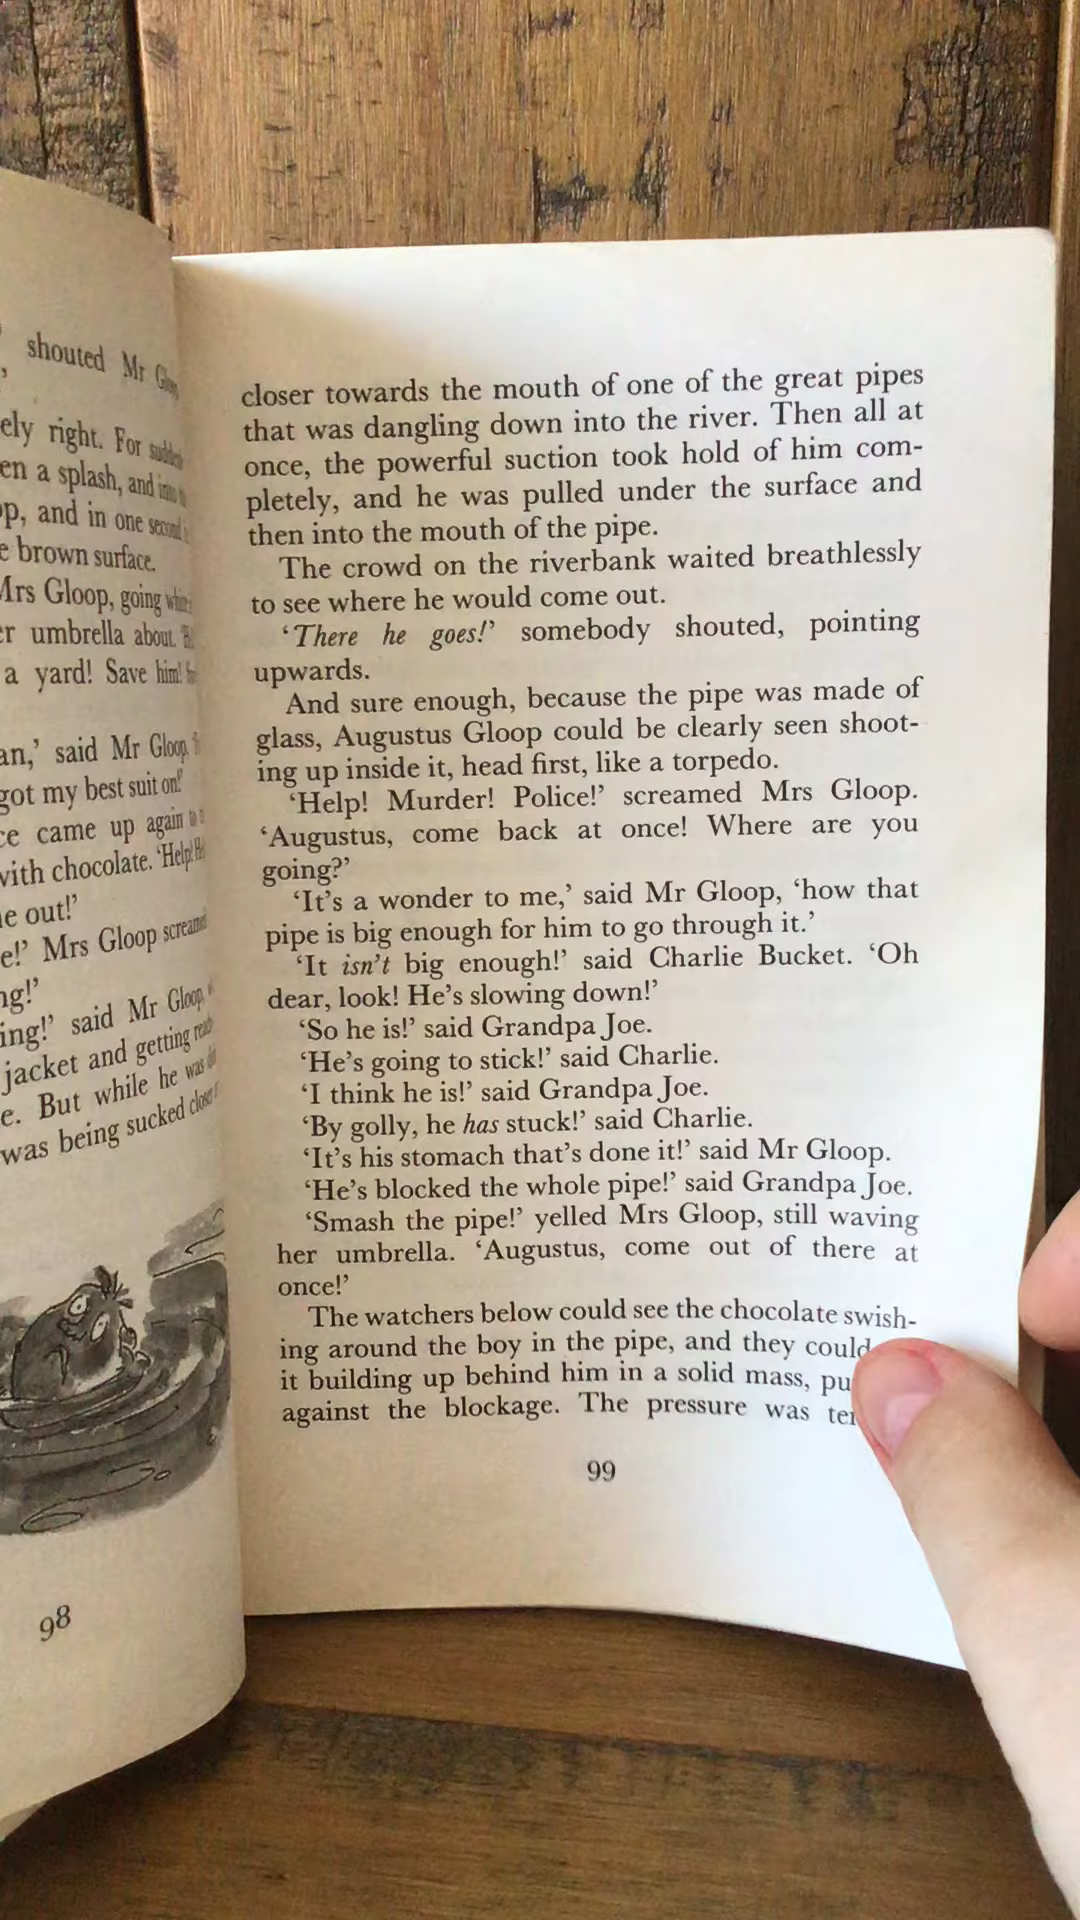 shouted Mr
ely right. For
en a splash, and
op, and in one second
e brown surface.
Mrs Gloop, going
er umbrella about.
a yard! Save him!
an,’ said Mr Gloop.
got my best suit on!’
ce came up again
with chocolate. ‘Help!
e out!’
e!’ Mrs Gloop
ng!’
ing!’ said Mr Gloop,
jacket and getting
e. But while he was
was being sucked
98
closer towards the mouth of one of the great pipes
that was dangling down into the river. Then all at
once, the powerful suction took hold of him com-
pletely, and he was pulled under the surface and
then into the mouth of the pipe.
The crowd on the riverbank waited breathlessly
to see where he would come out.
‘There he goes!’ somebody shouted, pointing
upwards.
And sure enough, because the pipe was made of
glass, Augustus Gloop could be clearly seen shoot-
ing up inside it, head first, like a torpedo.
‘Help! Murder! Police!’ screamed Mrs Gloop.
‘Augustus, come back at once! Where are you
going?’
‘It’s a wonder to me,’ said Mr Gloop, ‘how that
pipe is big enough for him to go through it.’
‘It isn’t big enough!’ said Charlie Bucket. ‘Oh
dear, look! He’s slowing down!’
‘So he is!’ said Grandpa Joe.
‘He’s going to stick!’ said Charlie.
‘I think he is!’ said Grandpa Joe.
‘By golly, he has stuck!’ said Charlie.
‘It’s his stomach that’s done it!’ said Mr Gloop.
‘He’s blocked the whole pipe!’ said Grandpa Joe.
‘Smash the pipe!’ yelled Mrs Gloop, still waving
her umbrella. ‘Augustus, come out of there at
once!’
The watchers below could see the chocolate swish-
ing around the boy in the pipe, and they could
it building up behind him in a solid mass, pu
against the blockage. The pressure was ter
99